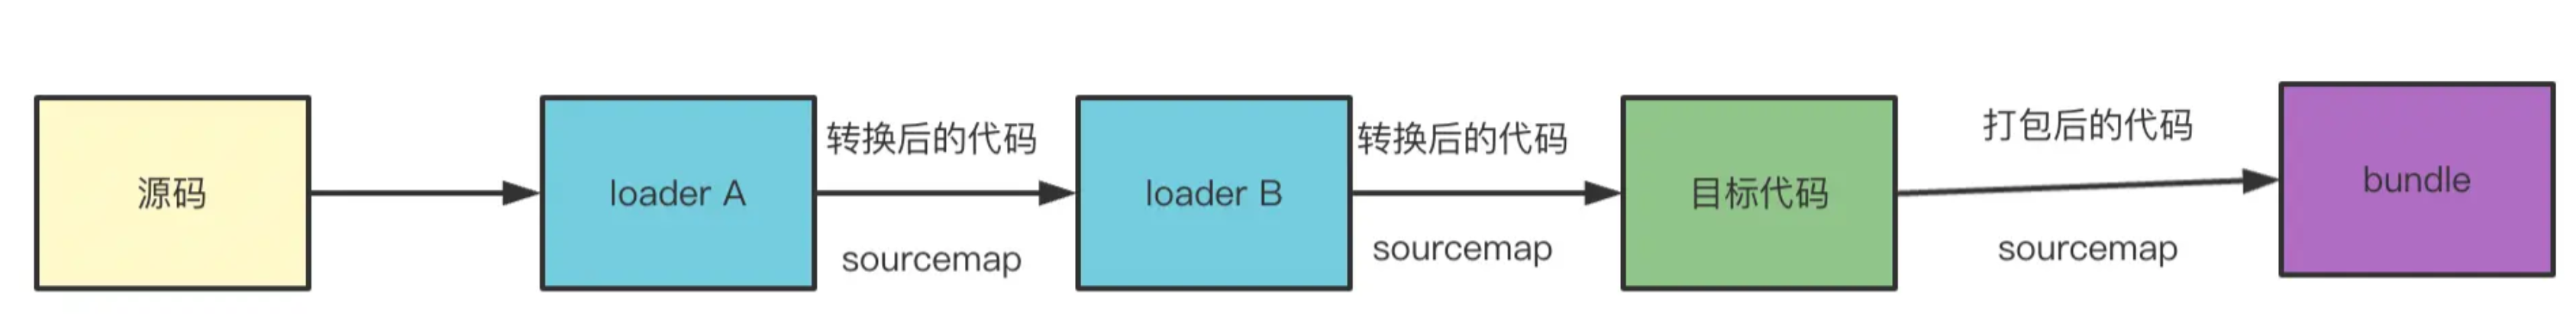 源码
loader A
转换后的代码
sourcemap
loader B
转换后的代码
sourcemap
目标代码
打包后的代码
sourcemap
bundle